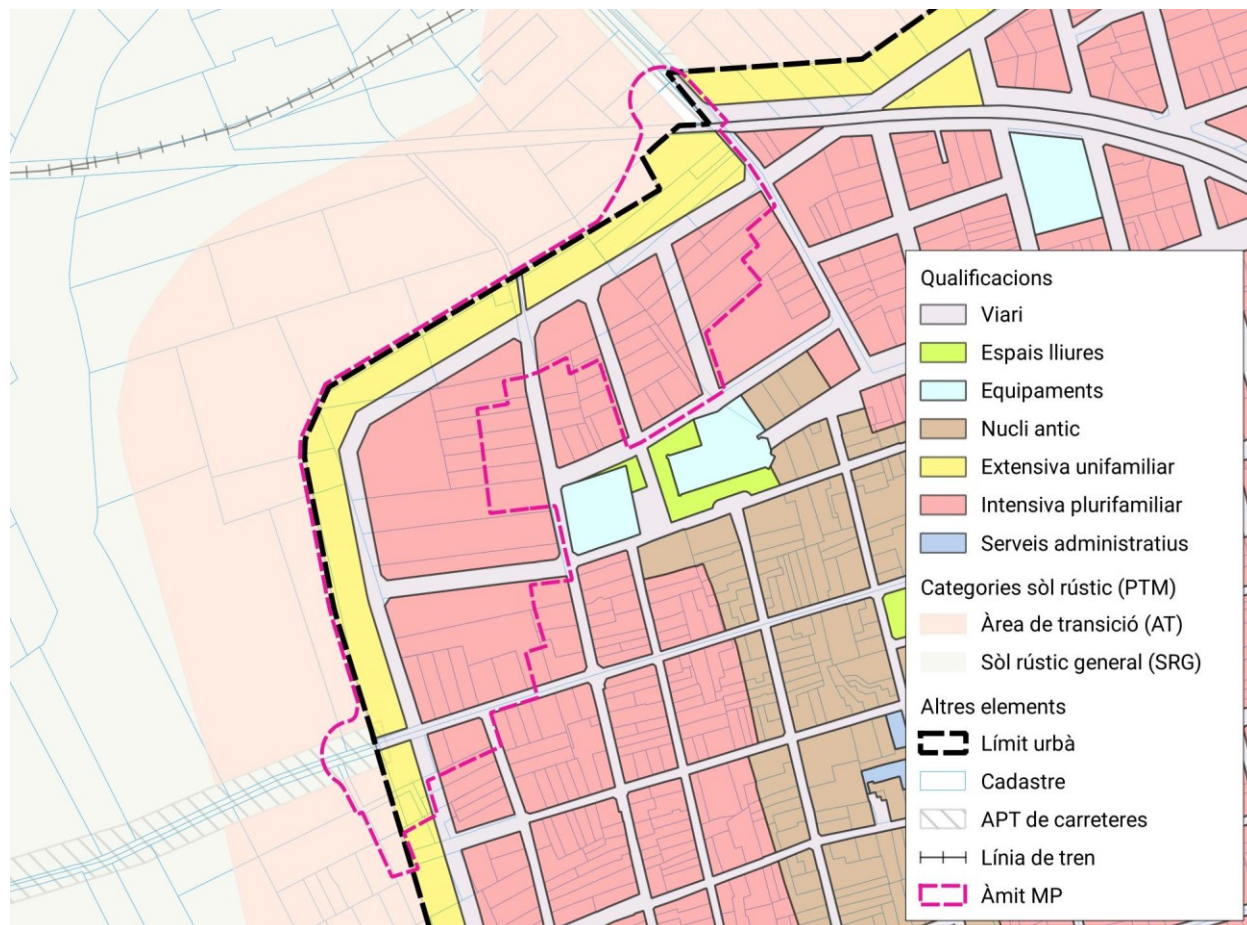 Qualificacions
Viari
Espais lliures
Equipaments
Nucli antic
Extensiva unifamiliar
Intensiva plurifamiliar
Serveis administratius
Categories sòl rústic (PTM)
Àrea de transició (AT)
Sòl rústic general (SRG)
Altres elements
Límit urbà
Cadastre
APT de carreteres
Línia de tren
Àmit MP